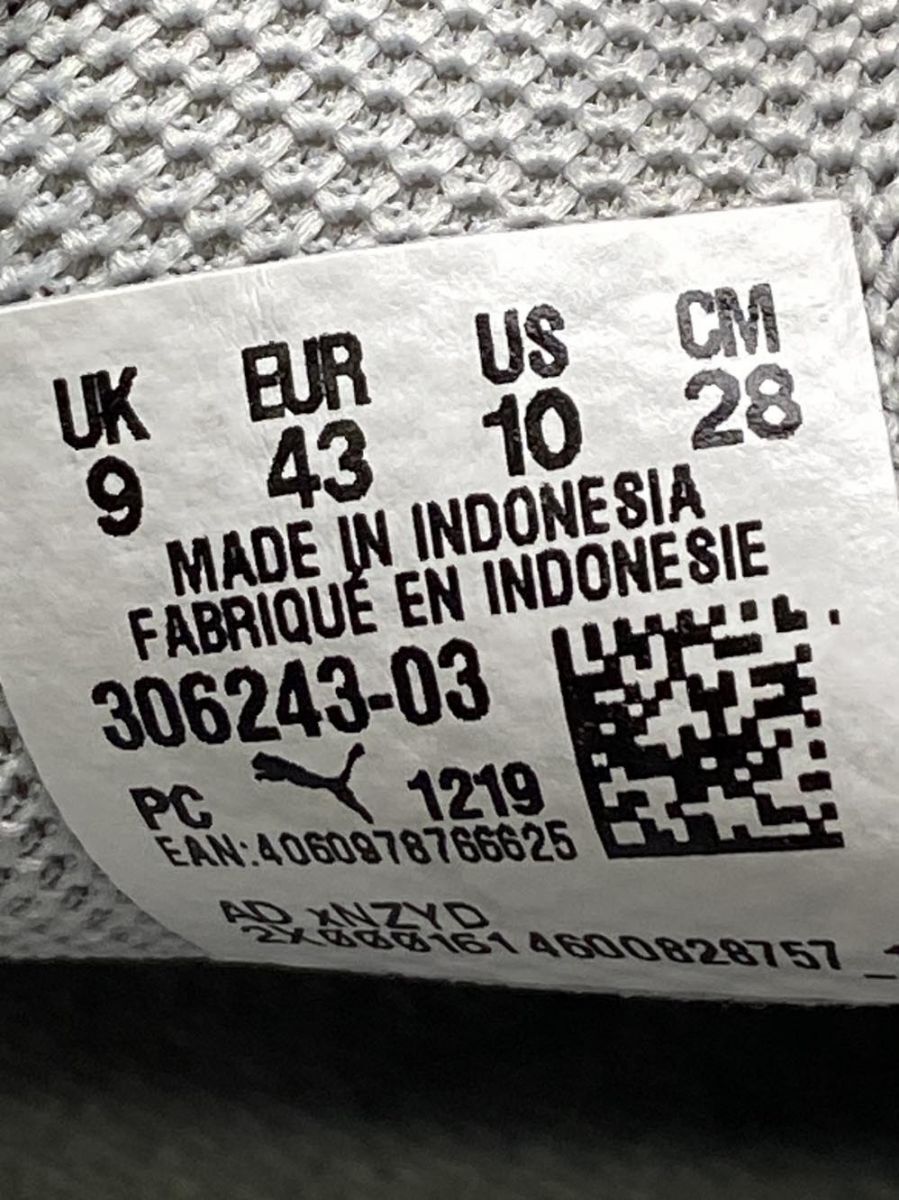 UK EUR US CM
9 43 10 28
MADE IN INDONESIA
FABRIQUÉ EN INDONESIE
306243-03
PC 1219
EAN:4060978766625
AD xNZYD
2X0001614600828757